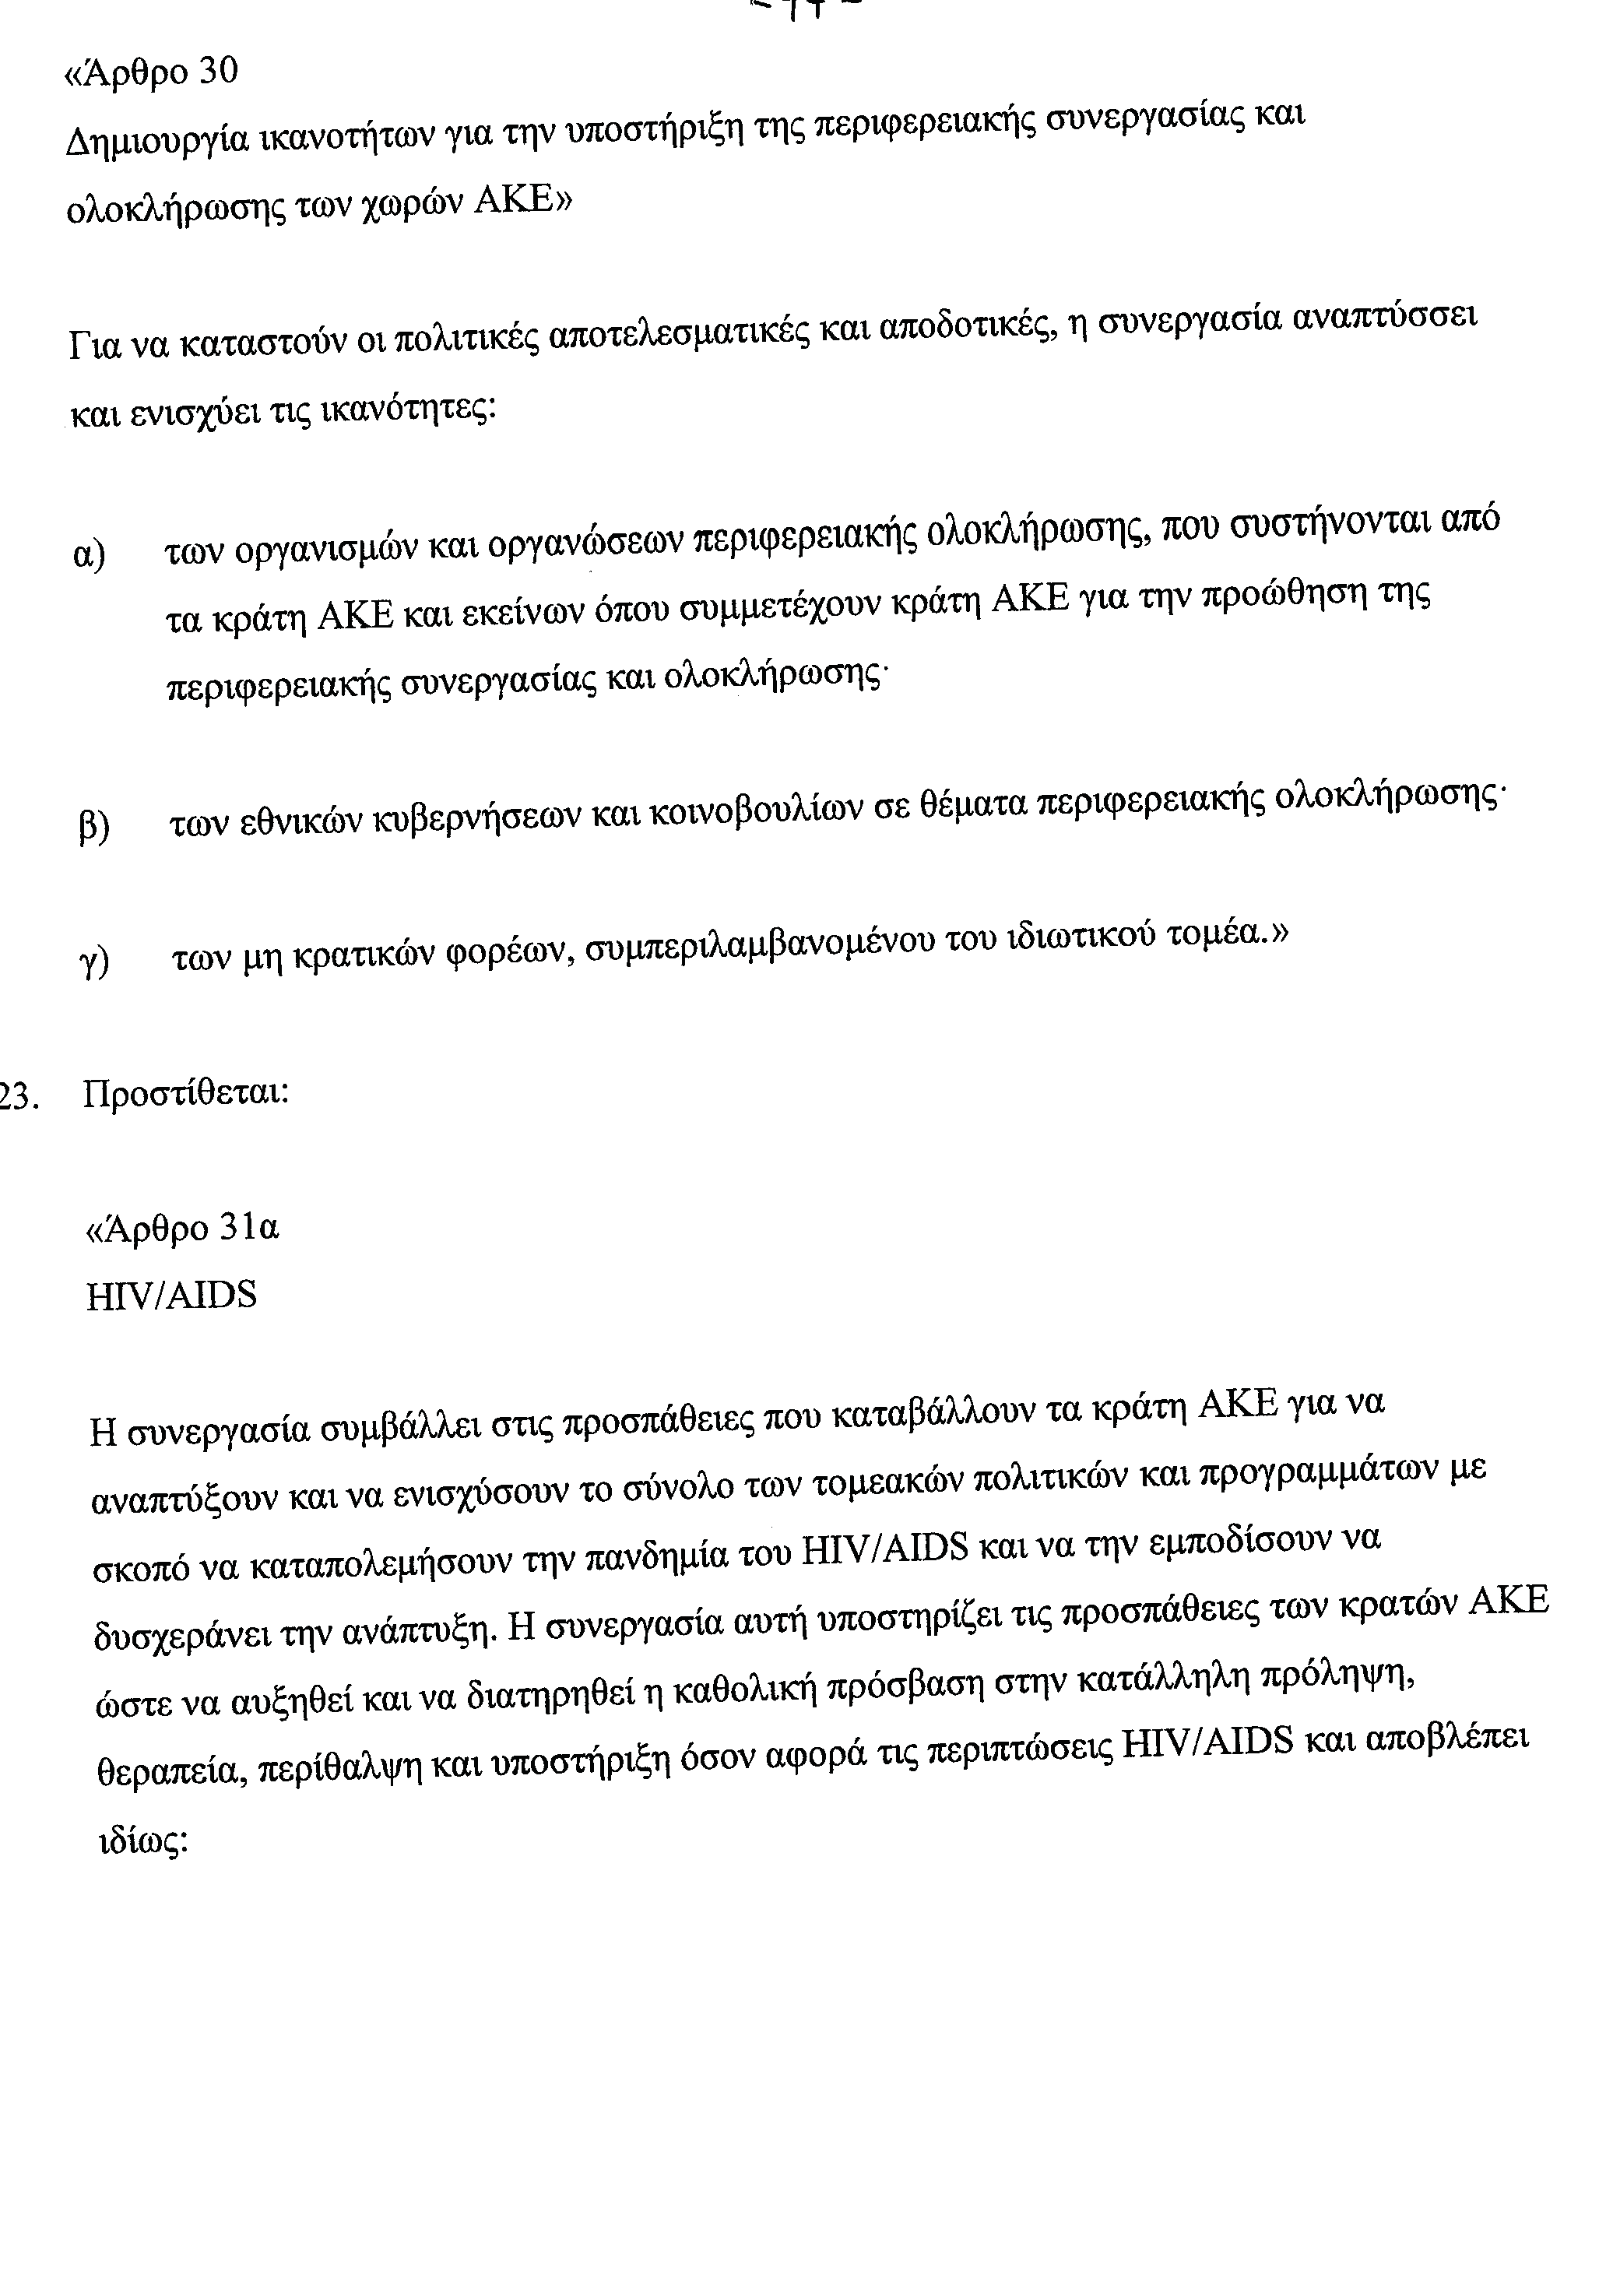 «Άρθρο 30
Δημιουργία ικανοτήτων για την υποστήριξη της περιφερειακής συνεργασίας και
ολοκλήρωσης των χωρών ΑΚΕ»
Για να καταστούν οι πολιτικές αποτελεσματικές και αποδοτικές, η συνεργασία αναπτύσσει
και ενισχύει τις ικανότητες:
α) των οργανισμών και οργανώσεων περιφερειακής ολοκλήρωσης, που συστήνονται από
τα κράτη ΑΚΕ και εκείνων όπου συμμετέχουν κράτη ΑΚΕ για την προώθηση της
περιφερειακής συνεργασίας και ολοκλήρωσης·
β) των εθνικών κυβερνήσεων και κοινοβουλίων σε θέματα περιφερειακής ολοκλήρωσης·
γ) των μη κρατικών φορέων, συμπεριλαμβανομένου του ιδιωτικού τομέα.»
23. Προστίθεται:
«Άρθρο 31α
HIV/AIDS
Η συνεργασία συμβάλλει στις προσπάθειες που καταβάλλουν τα κράτη ΑΚΕ για να
αναπτύξουν και να ενισχύσουν το σύνολο των τομεακών πολιτικών και προγραμμάτων με
σκοπό να καταπολεμήσουν την πανδημία του HIV/AIDS και να την εμποδίσουν να
δυσχεράνει την ανάπτυξη. Η συνεργασία αυτή υποστηρίζει τις προσπάθειες των κρατών ΑΚΕ
ώστε να αυξηθεί και να διατηρηθεί η καθολική πρόσβαση στην κατάλληλη πρόληψη,
θεραπεία, περίθαλψη και υποστήριξη όσον αφορά τις περιπτώσεις HIV/AIDS και αποβλέπει
ιδίως: